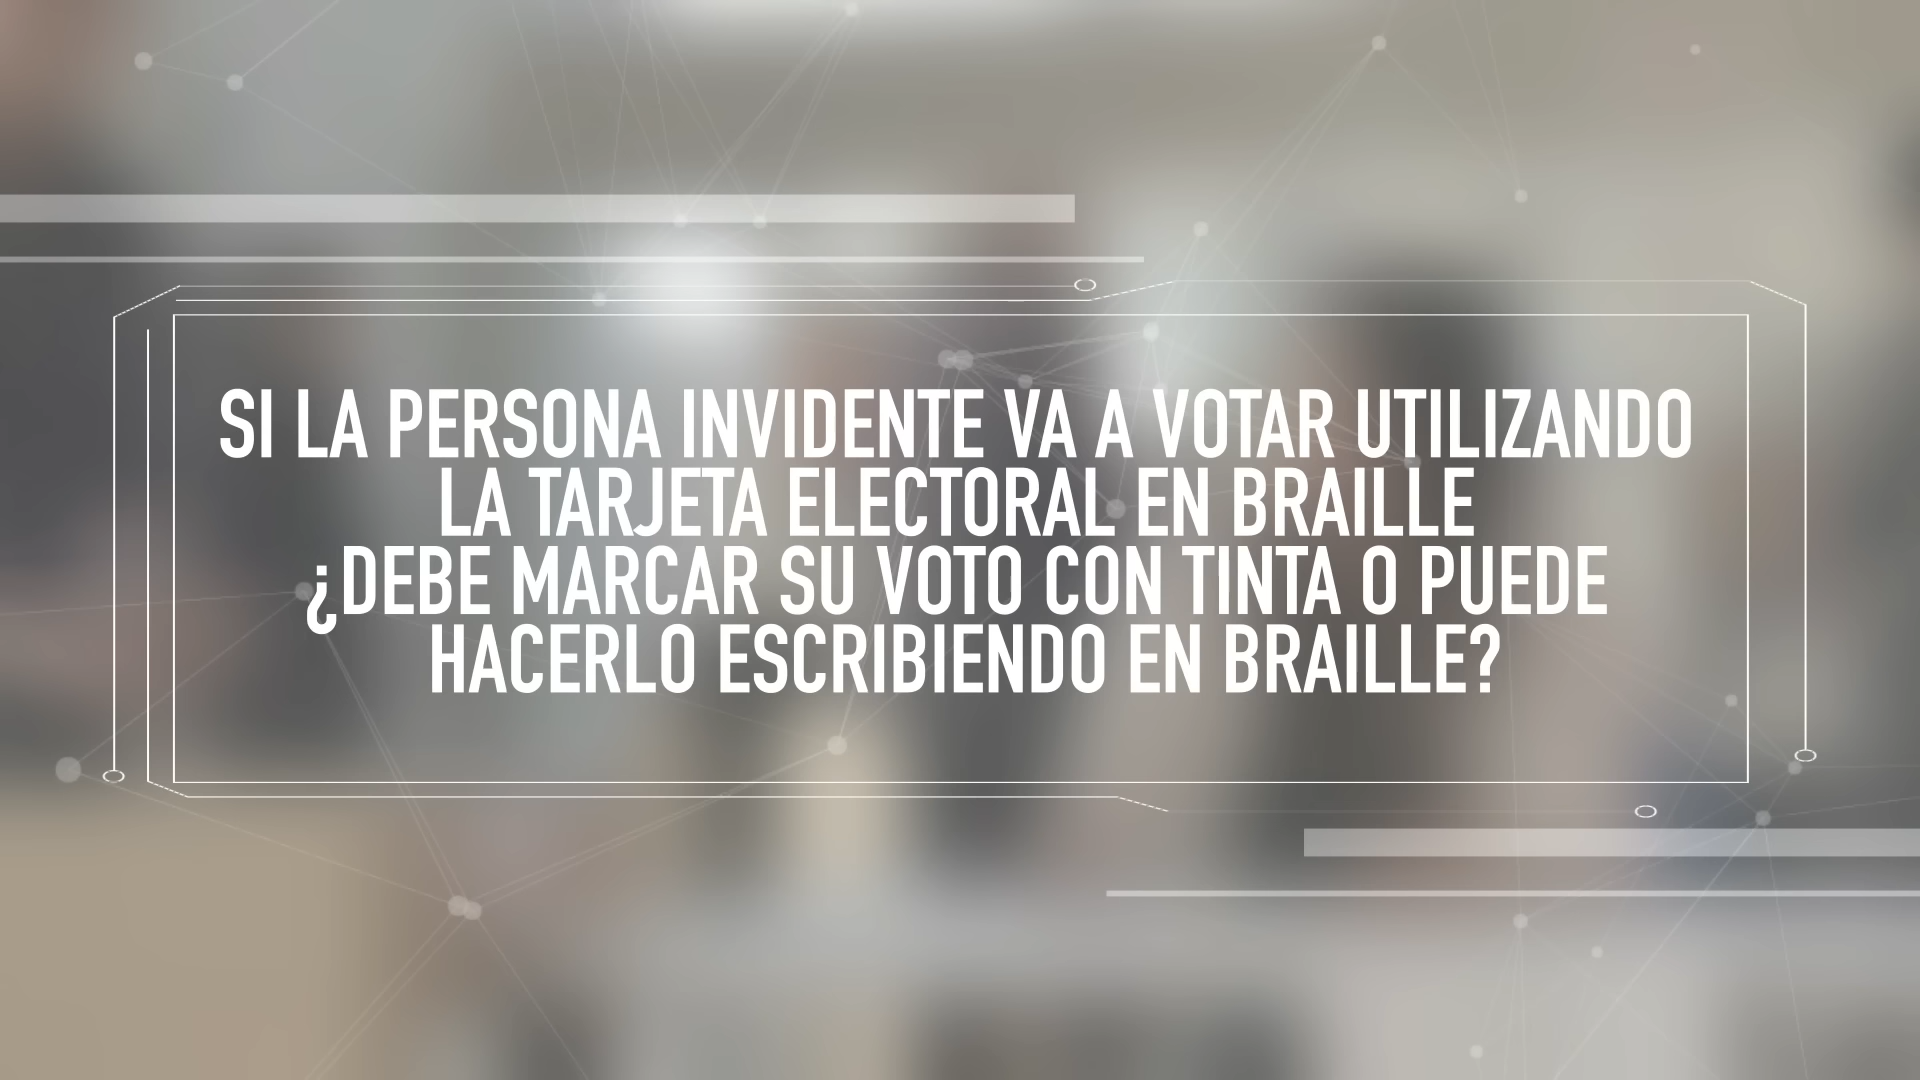 SI LA PERSONA INVIDENTE VA A VOTAR UTILIZANDO
LA TARJETA ELECTORAL EN BRAILLE
¿DEBE MARCAR SU VOTO CON TINTA O PUEDE
HACERLO ESCRIBIENDO EN BRAILLE?